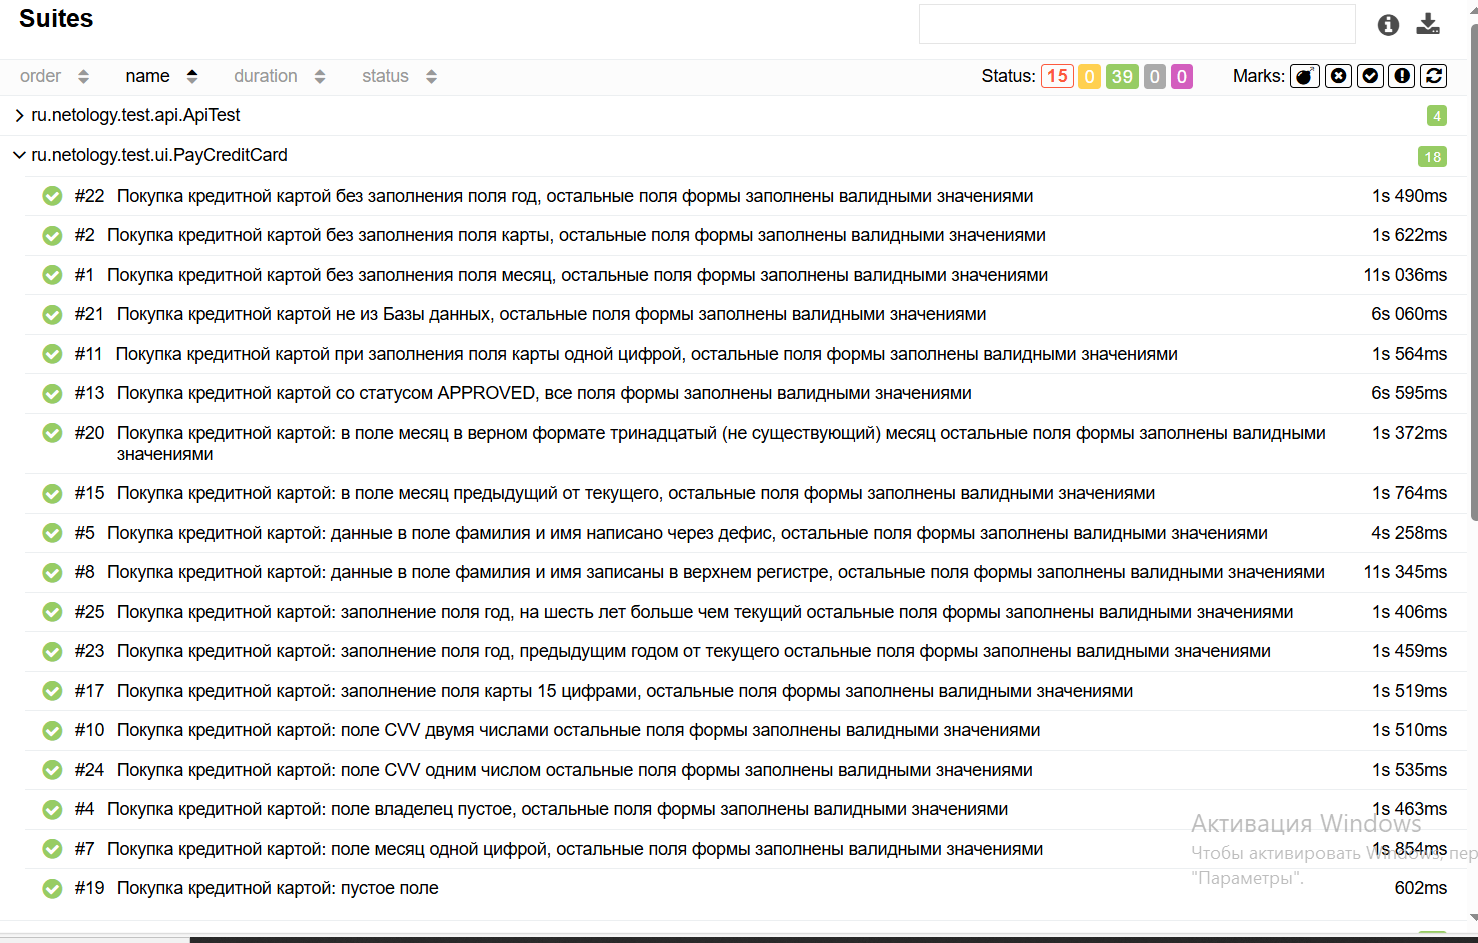 Suites
order name duration status Status: 15 0 39 0 0 Marks:
ru.netology.test.api.ApiTest 4
ru.netology.test.ui.PayCreditCard 18
#22 Покупка кредитной картой без заполнения поля год, остальные поля формы заполнены валидными значениями 1s 490ms
#2 Покупка кредитной картой без заполнения поля карты, остальные поля формы заполнены валидными значениями 1s 622ms
#1 Покупка кредитной картой без заполнения поля месяц, остальные поля формы заполнены валидными значениями 11s 036ms
#21 Покупка кредитной картой не из Базы данных, остальные поля формы заполнены валидными значениями 6s 060ms
#11 Покупка кредитной картой при заполнения поля карты одной цифрой, остальные поля формы заполнены валидными значениями 1s 564ms
#13 Покупка кредитной картой со статусом APPROVED, все поля формы заполнены валидными значениями 6s 595ms
#20 Покупка кредитной картой: в поле месяц в верном формате тринадцатый (не существующий) месяц остальные поля формы заполнены валидными 1s 372ms
значениями
#15 Покупка кредитной картой: в поле месяц предыдущий от текущего, остальные поля формы заполнены валидными значениями 1s 764ms
#5 Покупка кредитной картой: данные в поле фамилия и имя написано через дефис, остальные поля формы заполнены валидными значениями 4s 258ms
#8 Покупка кредитной картой: данные в поле фамилия и имя записаны в верхнем регистре, остальные поля формы заполнены валидными значениями 11s 345ms
#25 Покупка кредитной картой: заполнение поля год, на шесть лет больше чем текущий остальные поля формы заполнены валидными значениями 1s 406ms
#23 Покупка кредитной картой: заполнение поля год, предыдущим годом от текущего остальные поля формы заполнены валидными значениями 1s 459ms
#17 Покупка кредитной картой: заполнение поля карты 15 цифрами, остальные поля формы заполнены валидными значениями 1s 519ms
#10 Покупка кредитной картой: поле CVV двумя числами остальные поля формы заполнены валидными значениями 1s 510ms
#24 Покупка кредитной картой: поле CVV одним числом остальные поля формы заполнены валидными значениями 1s 535ms
#4 Покупка кредитной картой: поле владелец пустое, остальные поля формы заполнены валидными значениями 1s 463ms
Активация Windows
#7 Покупка кредитной картой: поле месяц одной цифрой, остальные поля формы заполнены валидными значениями 1s 854ms
Чтобы активировать Windows, пер
"Параметры".
#19 Покупка кредитной картой: пустое поле 602ms